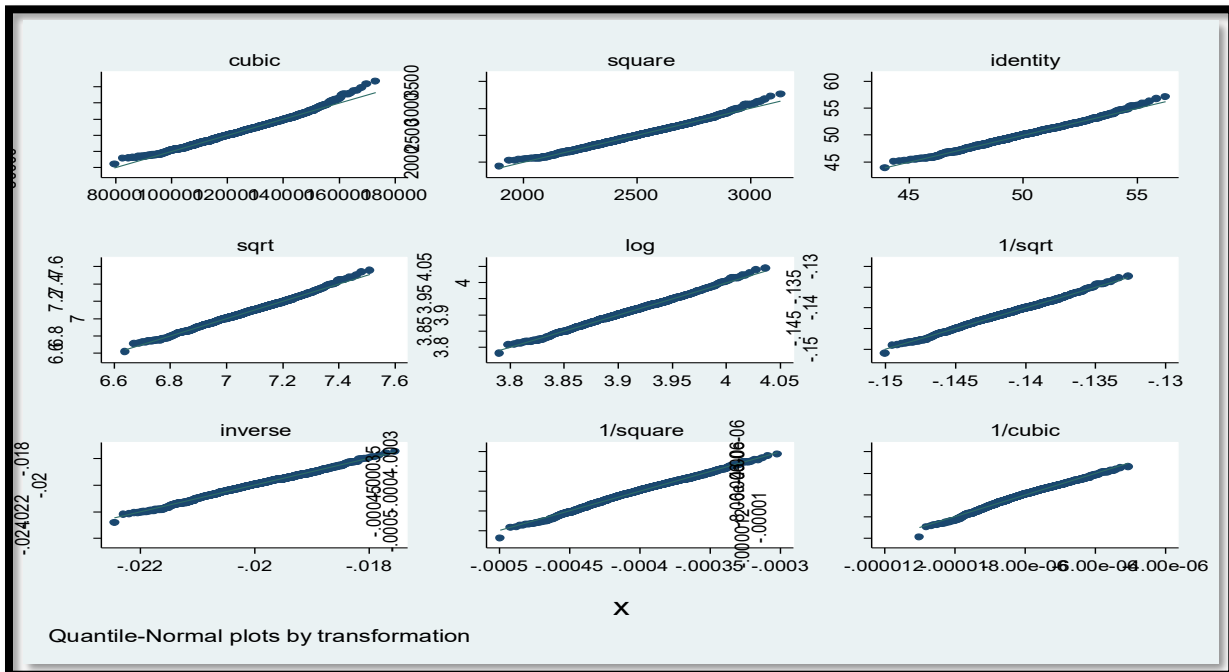 cubic
square
identity
2000 2500 3000 3500
45 50 55 60
80000 100000 120000 140000 160000 180000
2000 2500 3000
45 50 55
sqrt
log
1/sqrt
6.6 6.8 7 7.2 7.4 7.6
3.8 3.85 3.9 3.95 4 4.05
-.15 -.145 -.14 -.135 -.13
6.6 6.8 7 7.2 7.4 7.6
3.8 3.85 3.9 3.95 4 4.05
-.15 -.145 -.14 -.135 -.13
inverse
1/square
1/cubic
-.024 -.022 -.02 -.018
-.0005 -.00045 -.0004 -.00035 -.0003
-.00001
-.022 -.02 -.018
-.0005 -.00045 -.0004 -.00035 -.0003
-.000012 -.00001 -8.00e-06 -6.00e-06 -4.00e-06
x
Quantile-Normal plots by transformation